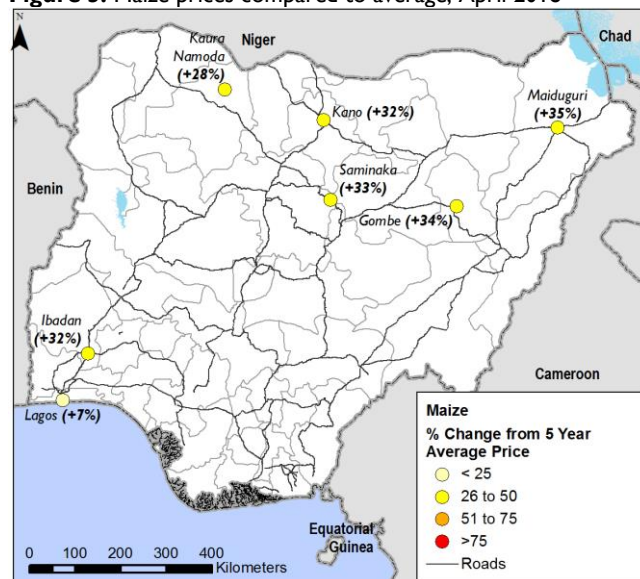 Maize prices compared to average, April
N
Niger
Chad
Kaura
Namoda
(+28%)
Kano (+32%)
Maiduguri
(+35%)
Saminaka
(+33%)
Benin
Gombe (+34%)
Ibadan
(+32%)
Cameroon
Lagos (+7%)
Maize
% Change from 5 Year
Average Price
< 25
26 to 50
51 to 75
>75
Roads
Equatorial
Guinea
0 100 200 300 400
Kilometers